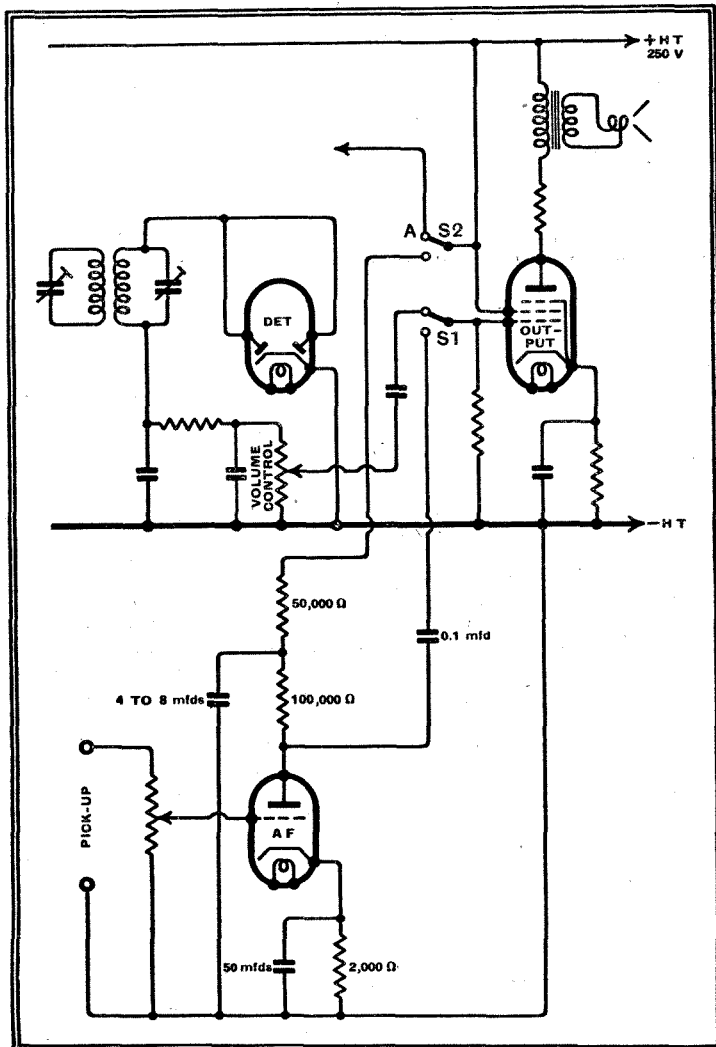 +HT
250 V
A
S2
DET
S1
OUT-
PUT
VOLUME
CONTROL
-HT
50,000 Ω
0.1 mfd
4 TO 8 mfds
100,000 Ω
PICK-UP
AF
50 mfds
2,000 Ω